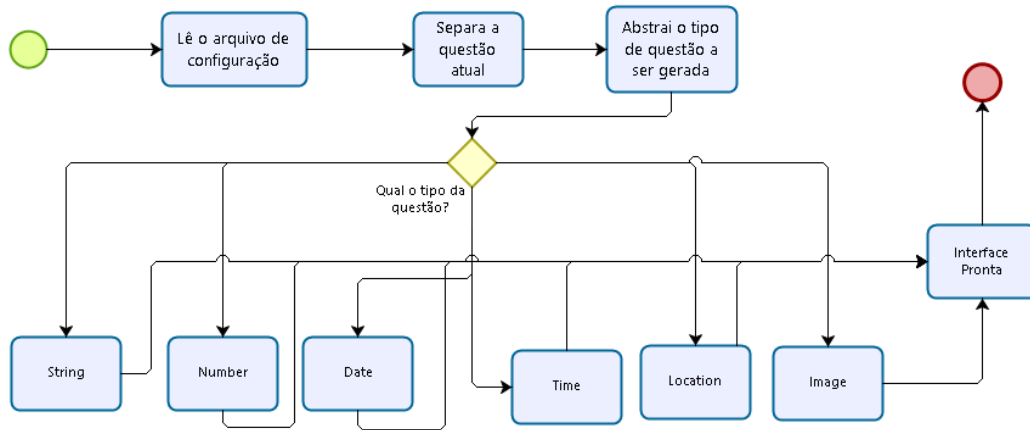 Lê o arquivo de
configuração
Separa a
questão
atual
Abstrai o tipo
de questão a
ser gerada
Qual o tipo da
questão?
Interface
Pronta
String
Number
Date
Time
Location
Image